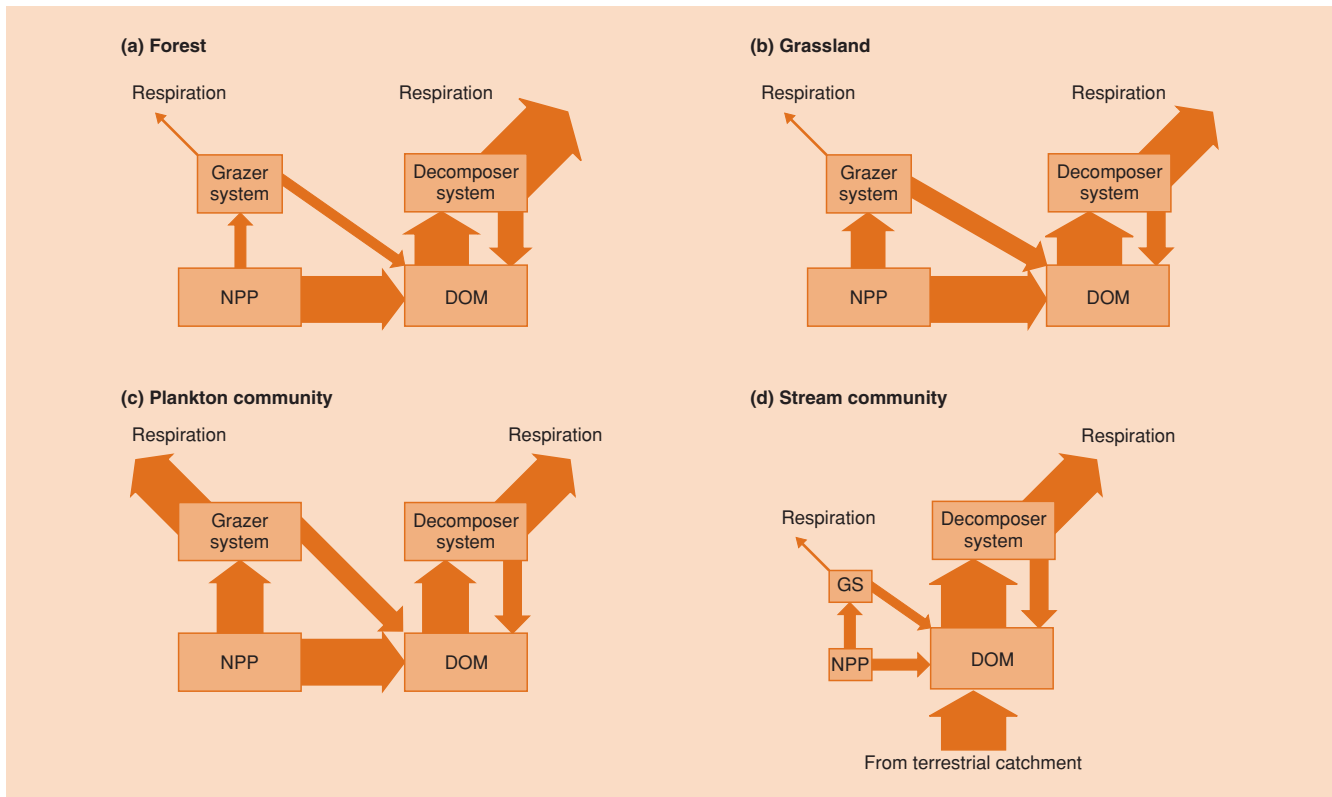 (a) Forest
Respiration
Respiration
Grazer
system
Decomposer
system
NPP
DOM
(b) Grassland
Respiration
Respiration
Grazer
system
Decomposer
system
NPP
DOM
(c) Plankton community
Respiration
Respiration
Grazer
system
Decomposer
system
NPP
DOM
(d) Stream community
Respiration
Respiration
Decomposer
system
GS
NPP
DOM
From terrestrial catchment